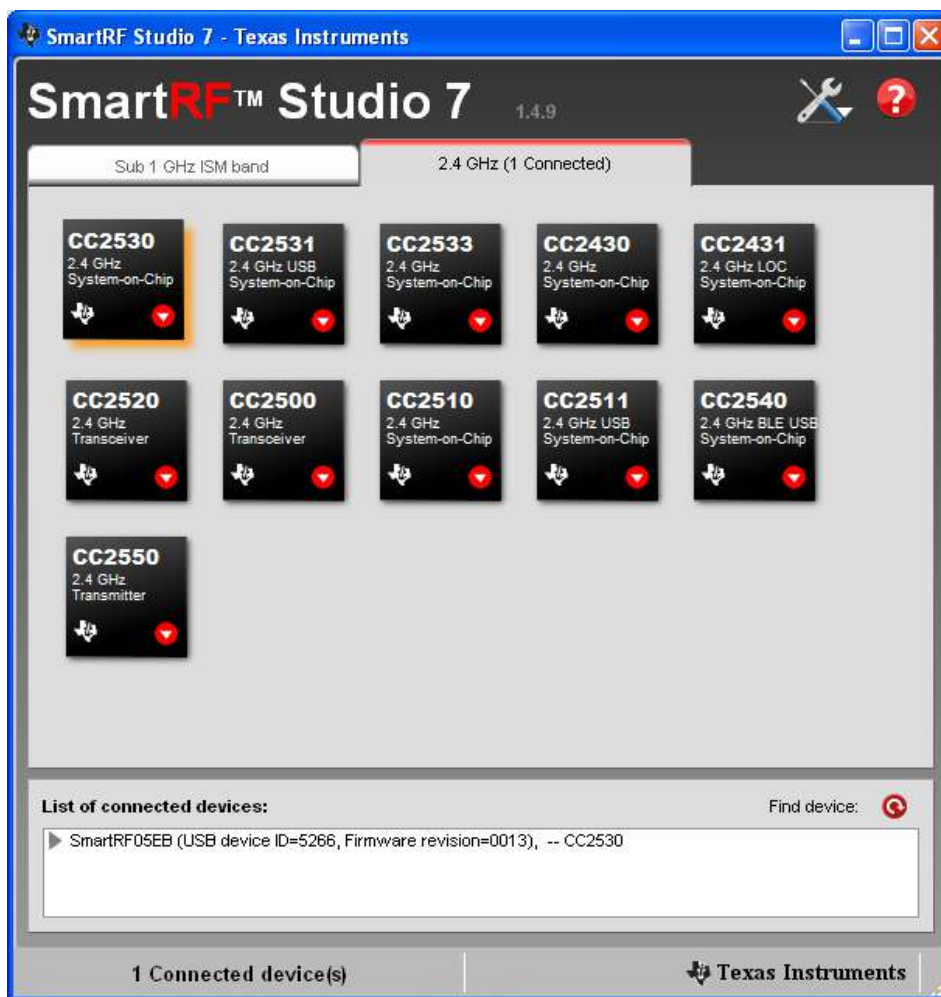 SmartRF Studio 7 - Texas Instruments
SmartRF™ Studio 7 1.4.9
Sub 1 GHz ISM band
2.4 GHz (1 Connected)
CC2530
2.4 GHz
System-on-Chip
CC2531
2.4 GHz USB
System-on-Chip
CC2533
2.4 GHz
System-on-Chip
CC2430
2.4 GHz
System-on-Chip
CC2431
2.4 GHz LOC
System-on-Chip
CC2520
2.4 GHz
Transceiver
CC2500
2.4 GHz
Transceiver
CC2510
2.4 GHz
System-on-Chip
CC2511
2.4 GHz USB
System-on-Chip
CC2540
2.4 GHz BLE USB
System-on-Chip
CC2550
2.4 GHz
Transmitter
List of connected devices:
Find device:
SmartRF05EB (USB device ID=5266, Firmware revision=0013), -- CC2530
1 Connected device(s)
Texas Instruments